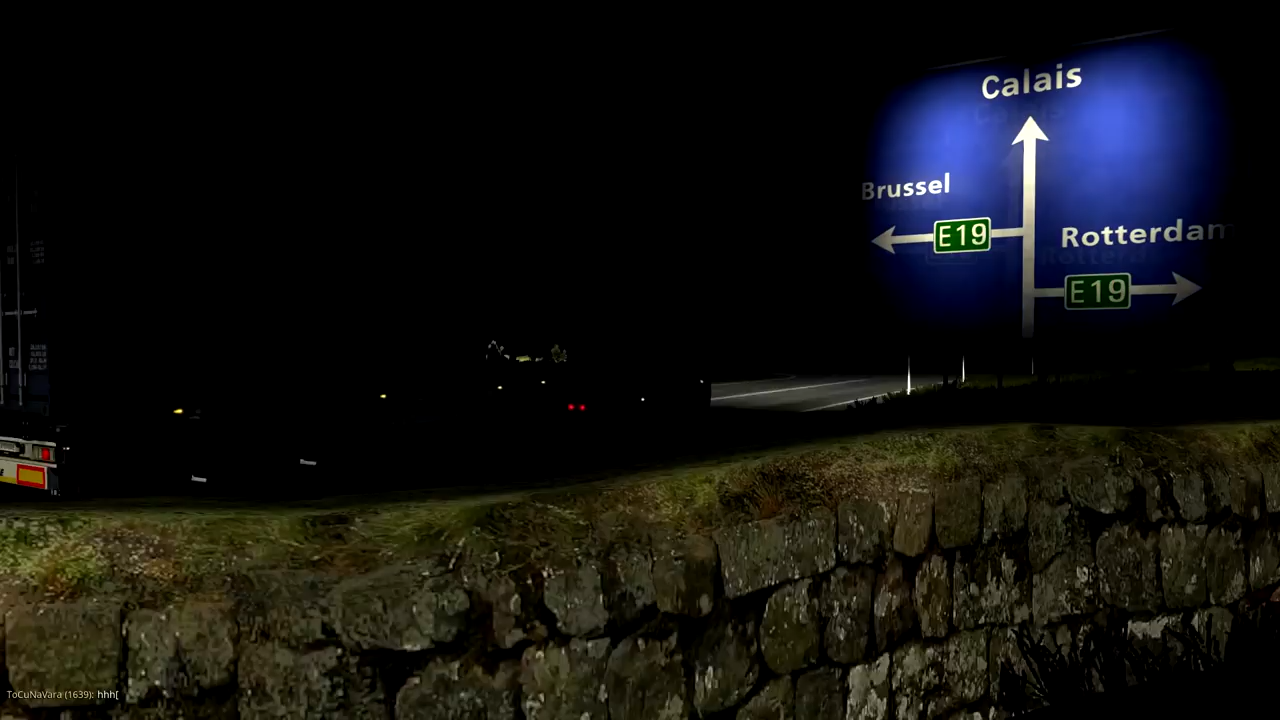 Calais
Brussel
E19
Rotterdam
E19
ToCuNaVara (1639): hhh[